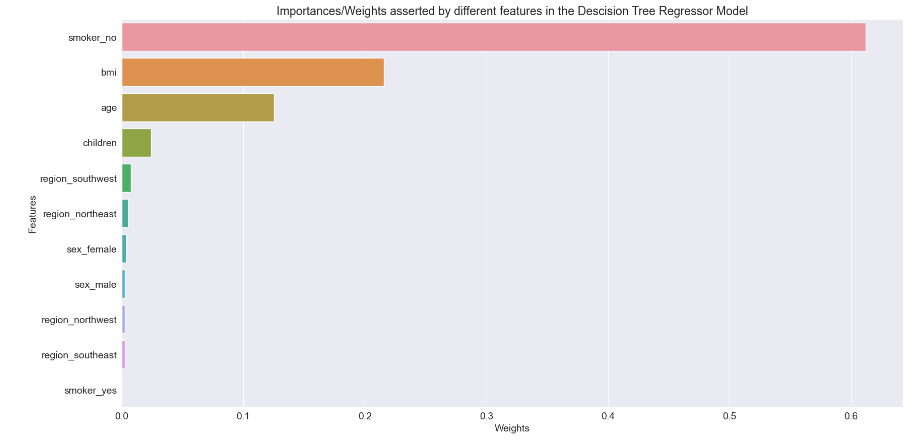 Importances/Weights asserted by different features in the Descision Tree Regressor Model
Features
smoker_no
bmi
age
children
region_southwest
region_northeast
sex_female
sex_male
region_northwest
region_southeast
smoker_yes
0.0 0.1 0.2 0.3 0.4 0.5 0.6
Weights